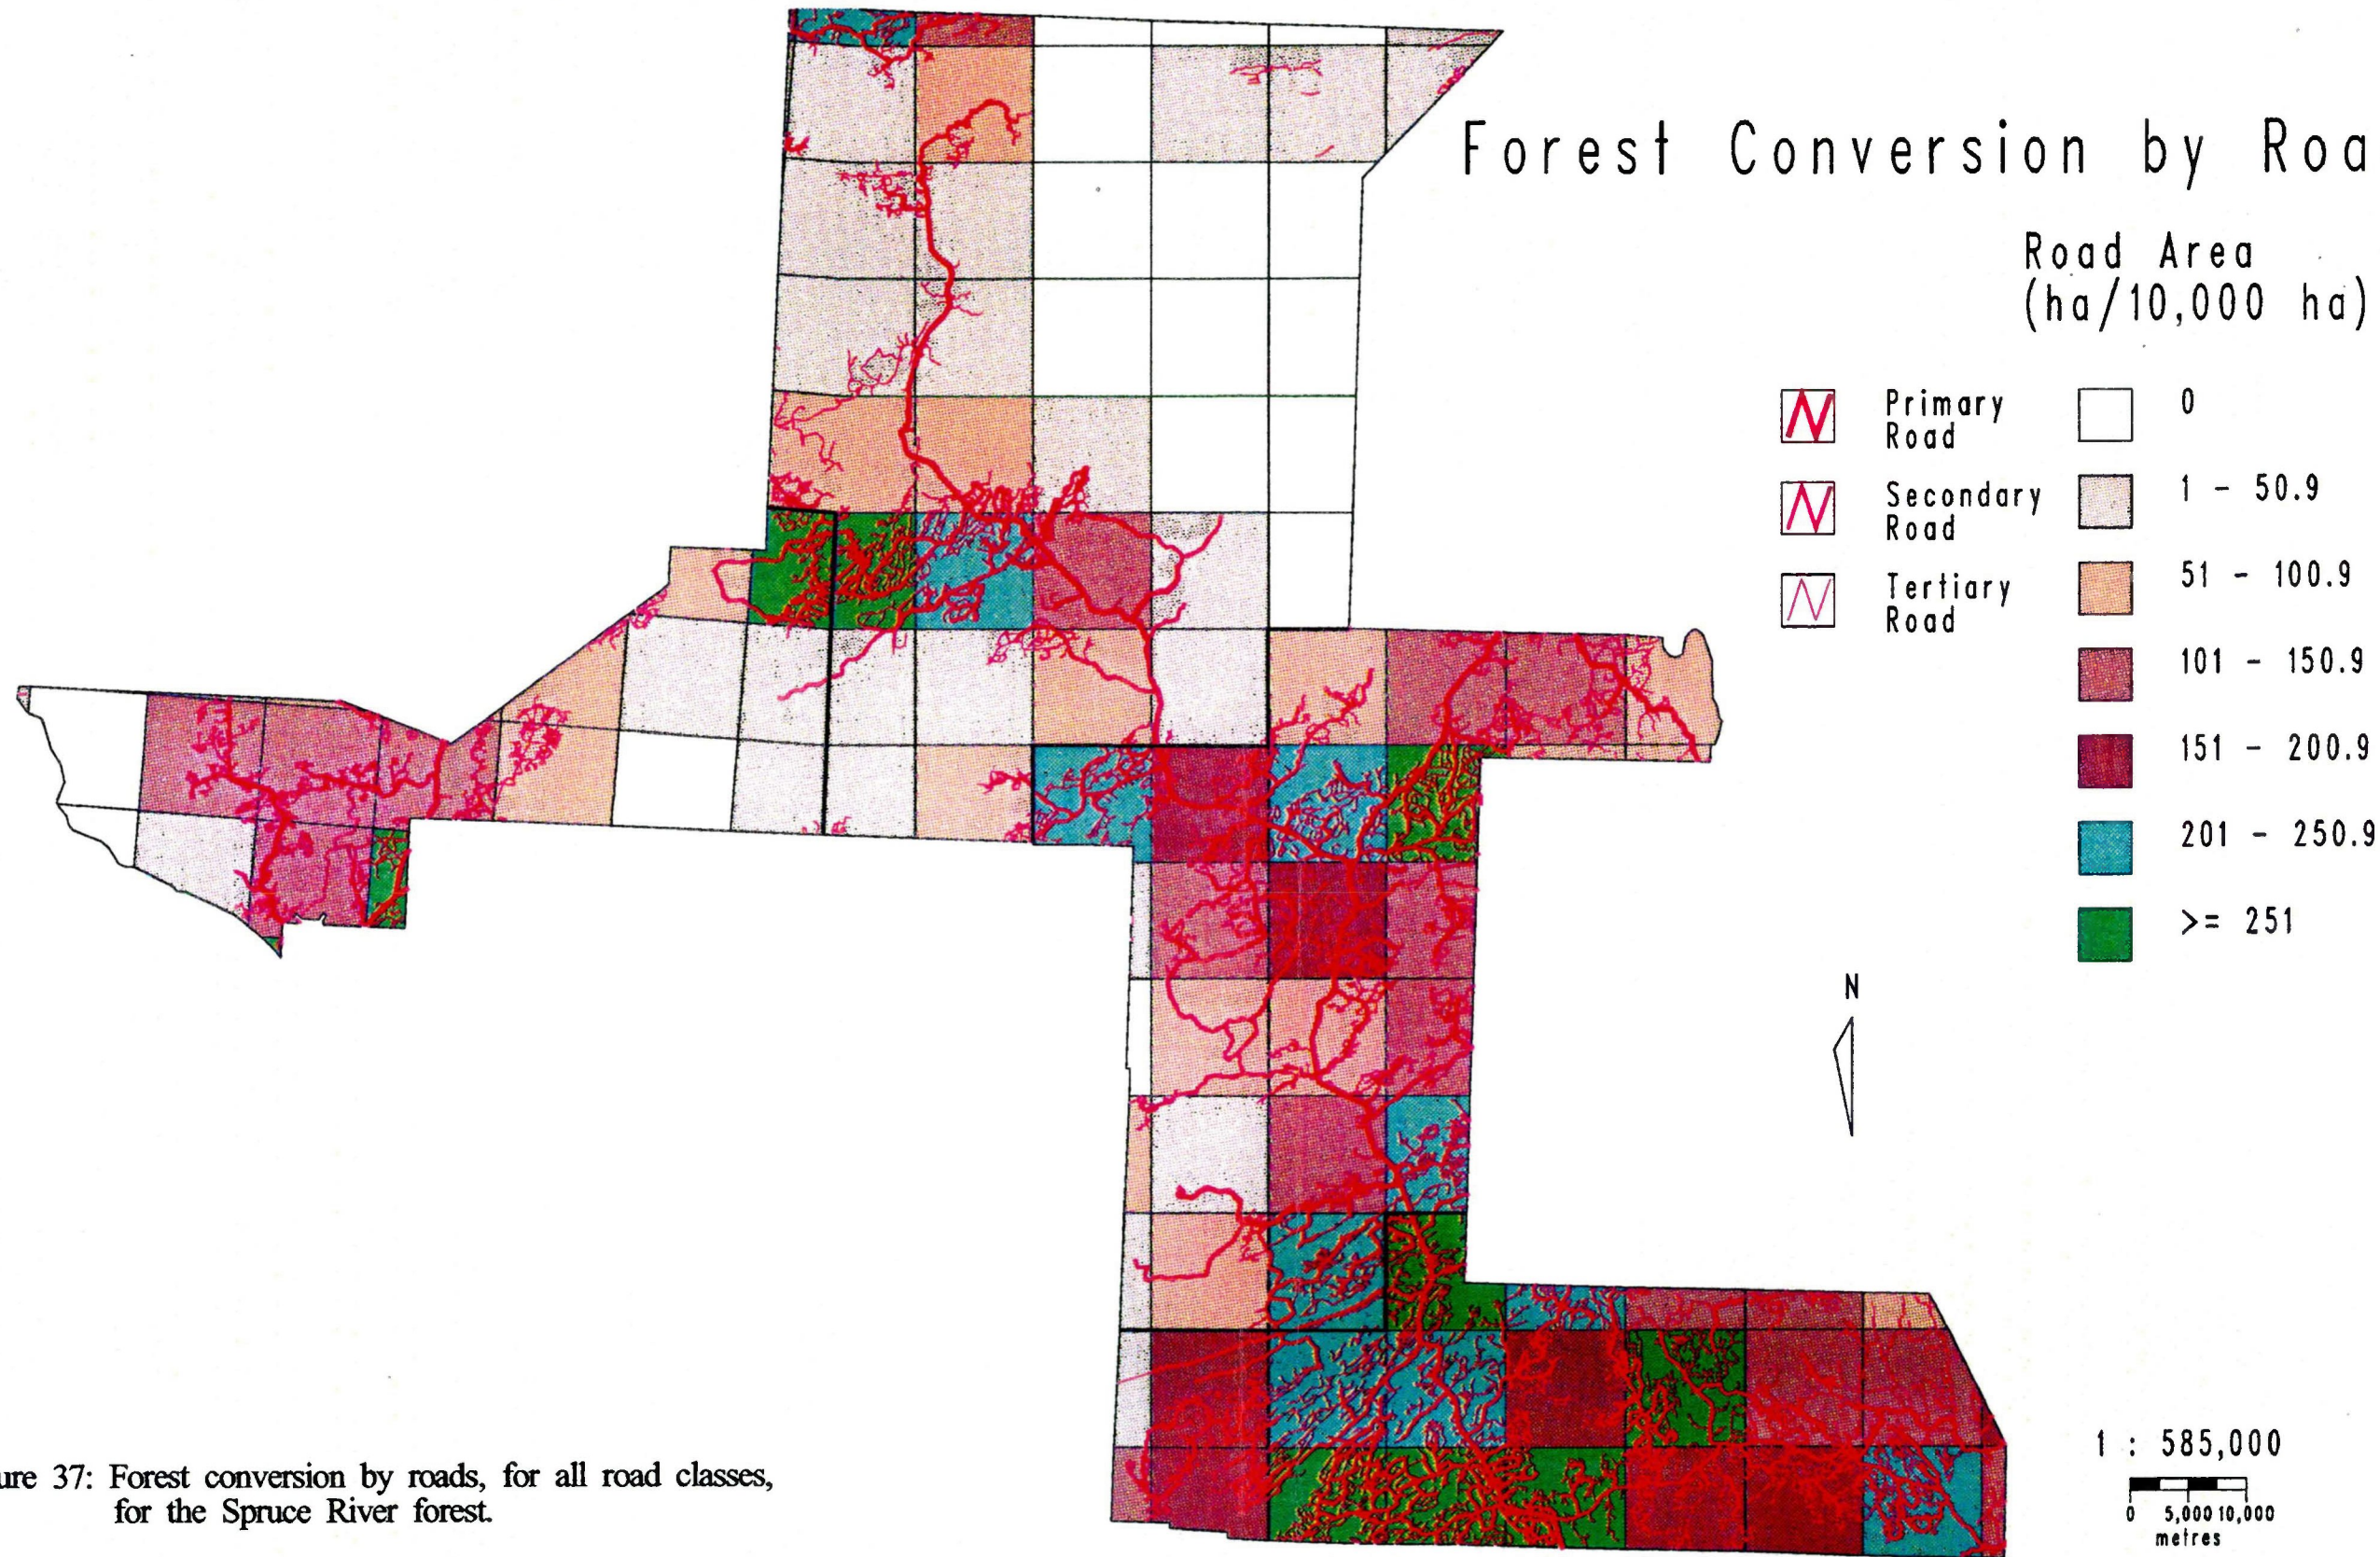 Forest Conversion by Roa
Road Area
(ha/10,000 ha)
Primary
Road
Secondary
Road
Tertiary
Road
0
1 - 50.9
51 - 100.9
101 - 150.9
151 - 200.9
201 - 250.9
>= 251
N
1 : 585,000
0 5,000 10,000
metres
ure 37: Forest conversion by roads, for all road classes,
for the Spruce River forest.